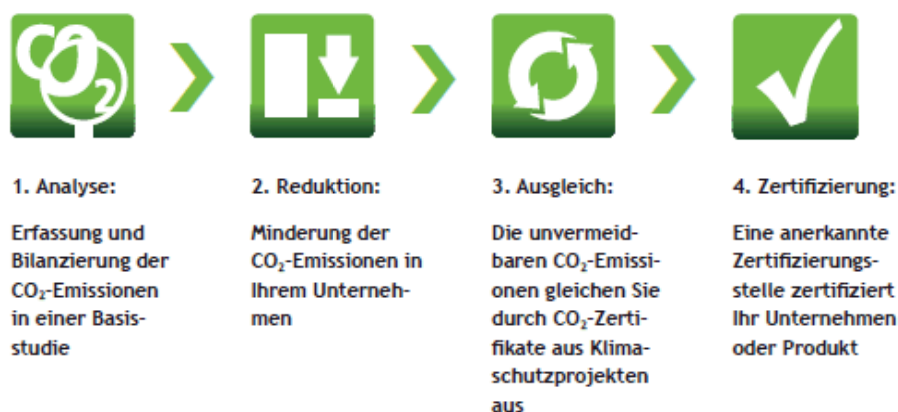 CO2
1. Analyse:
Erfassung und
Bilanzierung der
CO₂-Emissionen
in einer Basis-
studie
2. Reduktion:
Minderung der
CO₂-Emissionen in
Ihrem Unterneh-
men
3. Ausgleich:
Die unvermeid-
baren CO₂-Emissi-
onen gleichen Sie
durch CO₂-Zerti-
fikate aus Klima-
schutzprojekten
aus
4. Zertifizierung:
Eine anerkannte
Zertifizierungs-
stelle zertifiziert
Ihr Unternehmen
oder Produkt